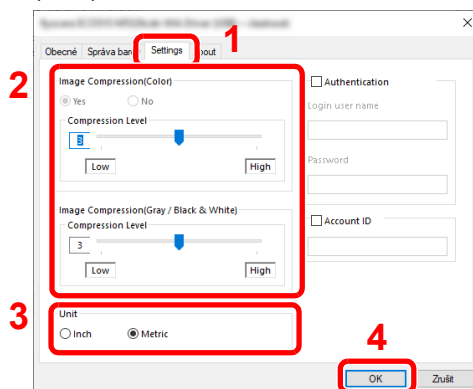 1
Obecné Správa bare Settings out
2
Image Compression(Color)
Yes No
Compression Level
3
Low High
Image Compression(Gray / Black & White)
Compression Level
3
Low High
Authentication
Login user name
Password
Account ID
3
Unit
Inch Metric
4
OK Zrušit